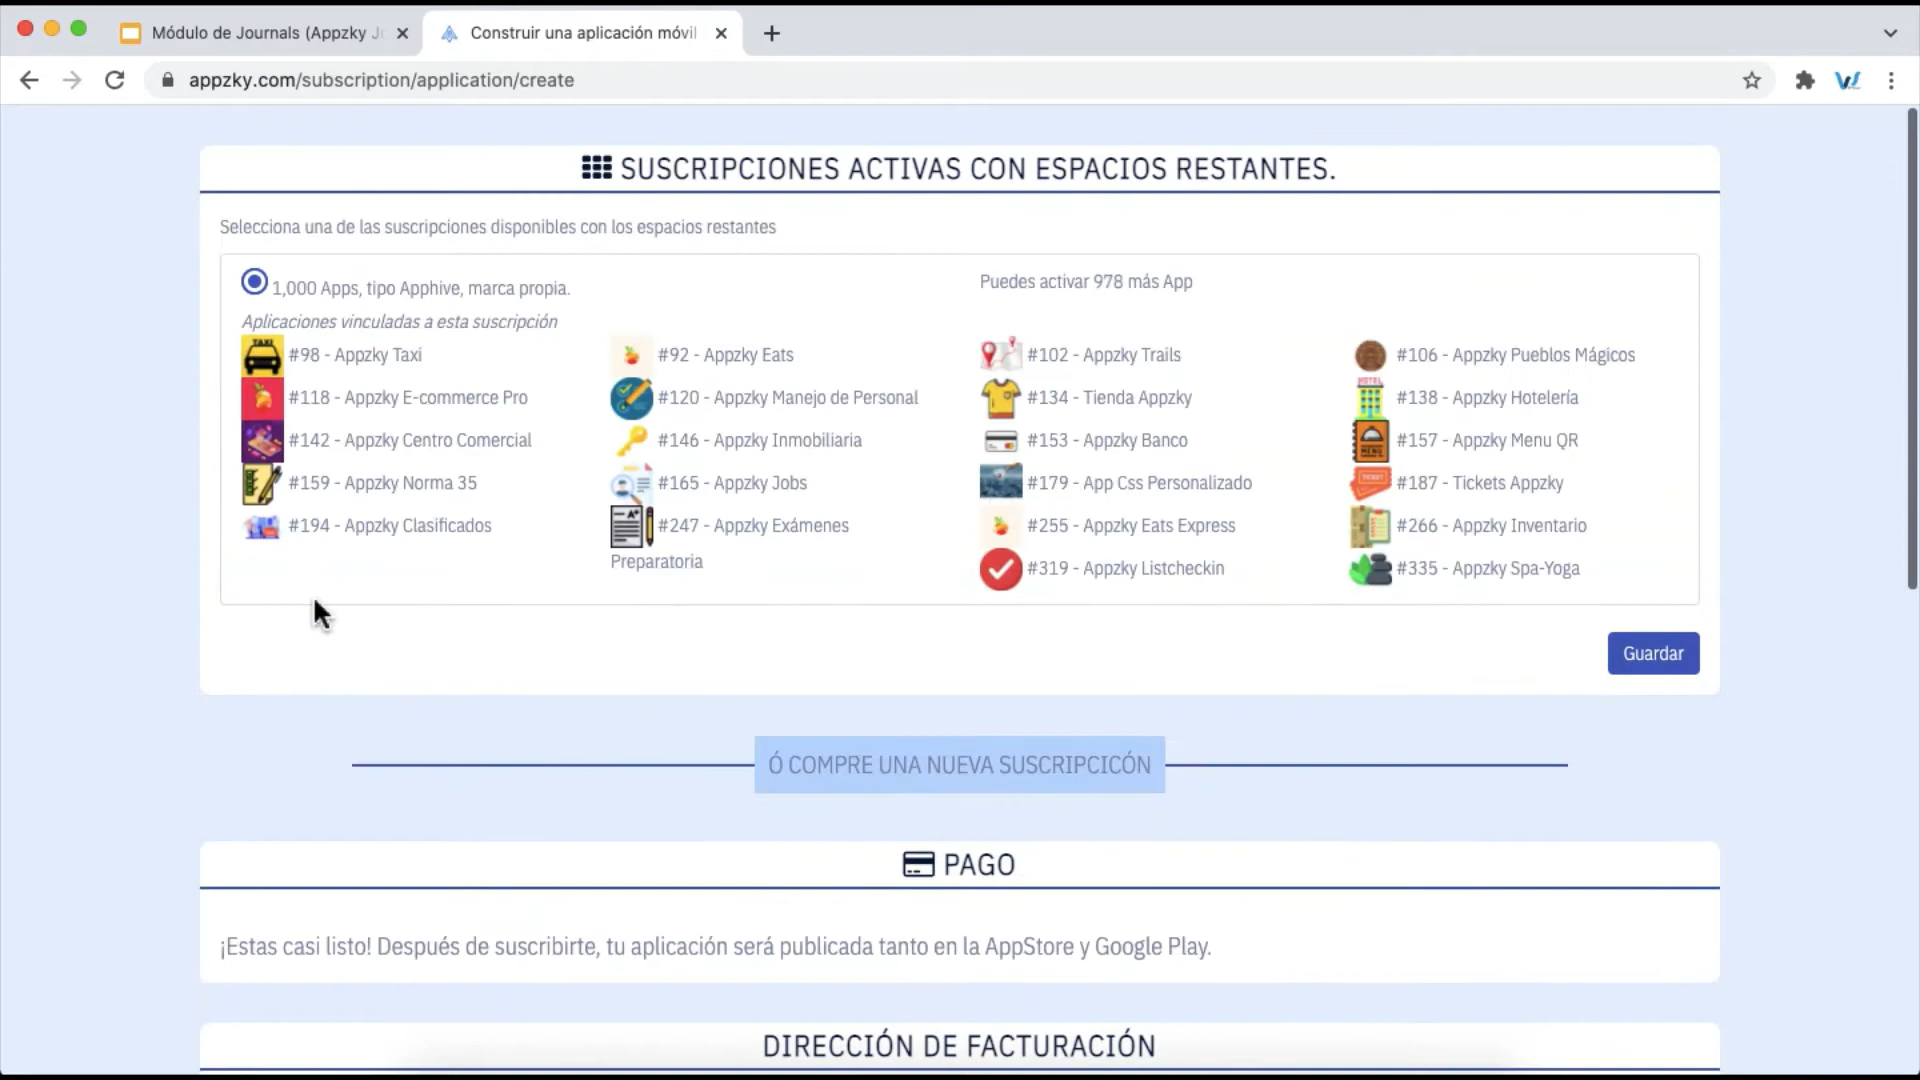 Módulo de Journals (Appzky Jo
Construir una aplicación móvil
appzky.com/subscription/application/create
SUSCRIPCIONES ACTIVAS CON ESPACIOS RESTANTES.
Selecciona una de las suscripciones disponibles con los espacios restantes
1,000 Apps, tipo Apphive, marca propia.
Puedes activar 978 más App
Aplicaciones vinculadas a esta suscripción
#98 - Appzky Taxi
#92 - Appzky Eats
#102 - Appzky Trails
#106 - Appzky Pueblos Mágicos
#118 - Appzky E-commerce Pro
#120 - Appzky Manejo de Personal
#134 - Tienda Appzky
#138 - Appzky Hotelería
#142 - Appzky Centro Comercial
#146 - Appzky Inmobiliaria
#153 - Appzky Banco
#157 - Appzky Menu QR
#159 - Appzky Norma 35
#165 - Appzky Jobs
#179 - App Css Personalizado
#187 - Tickets Appzky
#194 - Appzky Clasificados
#247 - Appzky Exámenes
Preparatoria
#255 - Appzky Eats Express
#266 - Appzky Inventario
#319 - Appzky Listcheckin
#335 - Appzky Spa-Yoga
Guardar
Ó COMPRE UNA NUEVA SUSCRIPCICÓN
PAGO
¡Estas casi listo! Después de suscribirte, tu aplicación será publicada tanto en la AppStore y Google Play.
DIRECCIÓN DE FACTURACIÓN